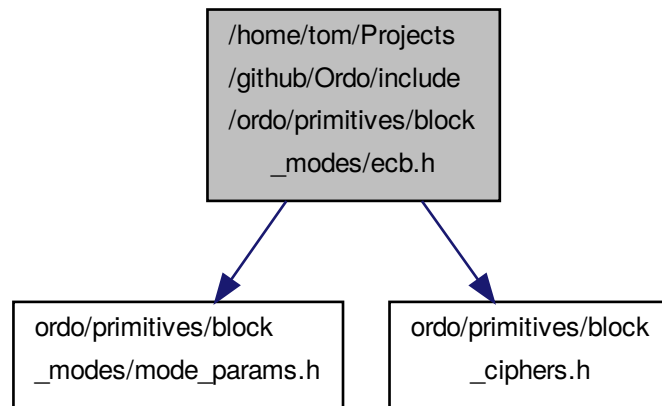 /home/tom/Projects
/github/Ordo/include
/ordo/primitives/block
_modes/ecb.h
ordo/primitives/block
_modes/mode_params.h
ordo/primitives/block
_ciphers.h